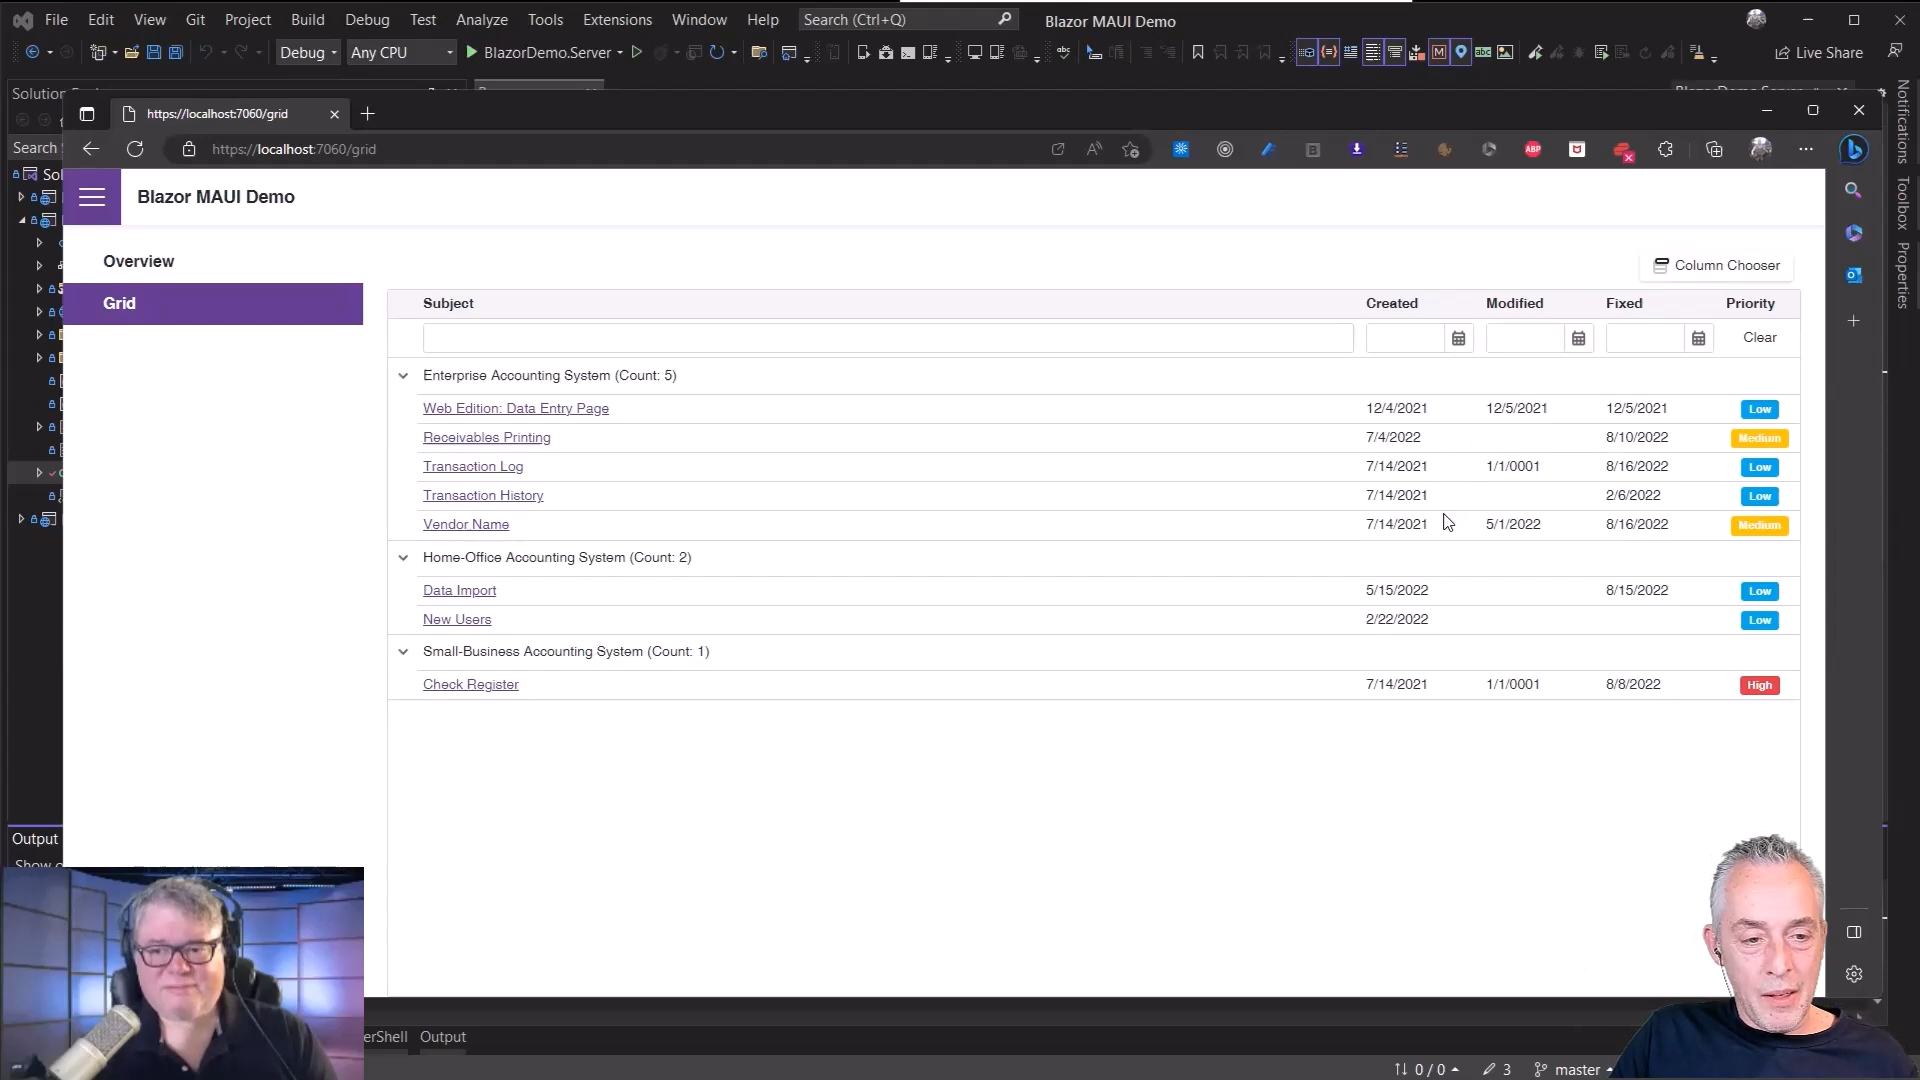 File Edit View Git Project Build Debug Test Analyze Tools Extensions Window Help Search (Ctrl+Q) Blazor MAUI Demo
Debug Any CPU BlazorDemo.Server Live Share
Notifications
Toolbox
Properties
https://localhost:7060/grid
https://localhost:7060/grid
Search
Blazor MAUI Demo
Overview
Grid
Column Chooser
Subject Created Modified Fixed Priority
Clear
Enterprise Accounting System (Count: 5)
Web Edition: Data Entry Page 12/4/2021 12/5/2021 12/5/2021 Low
Receivables Printing 7/4/2022 8/10/2022 Medium
Transaction Log 7/14/2021 1/1/0001 8/16/2022 Low
Transaction History 7/14/2021 2/6/2022 Low
Vendor Name 7/14/2021 5/1/2022 8/16/2022 Medium
Home-Office Accounting System (Count: 2)
Data Import 5/15/2022 8/15/2022 Low
New Users 2/22/2022 Low
Small-Business Accounting System (Count: 1)
Check Register 7/14/2021 1/1/0001 8/8/2022 High
Output
erShell Output
0 / 0 3 master